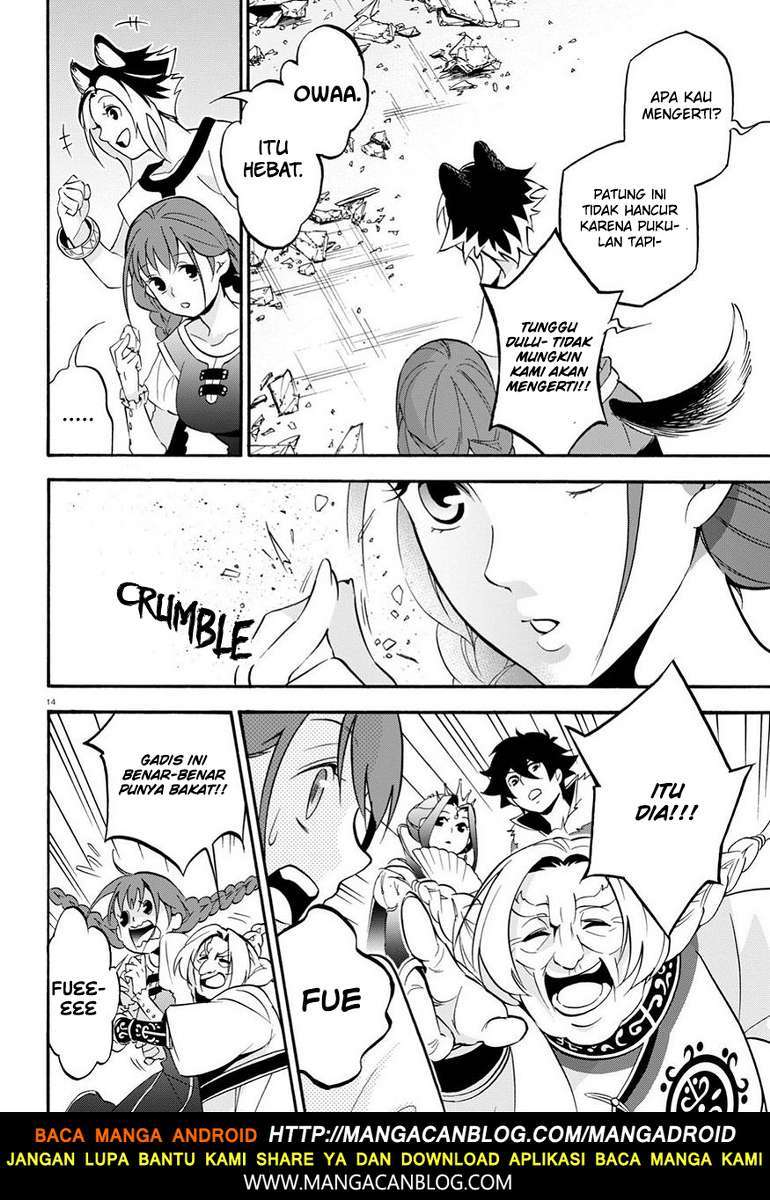 APA KAU
MENGERTI?
PATUNG INI
TIDAK HANCUR
KARENA PUKU-
LAN TAPI-
TUNGGU
DULU- TIDAK
MUNGKIN
KAMI AKAN
MENGERTI!!
OWAA.
ITU
HEBAT.
.....
CRUMBLE
14
ITU
DIA!!!
FUE
GADIS INI
BENAR-BENAR
PUNYA BAKAT!!
FUEE-
EEE
BACA MANGA ANDROID HTTP://MANGACANBLOG.COM/MANGADROID
JANGAN LUPA BANTU KAMI SHARE YA DAN DOWNLOAD APLIKASI BACA MANGA KAMI
WWW.MANGACANBLOG.COM